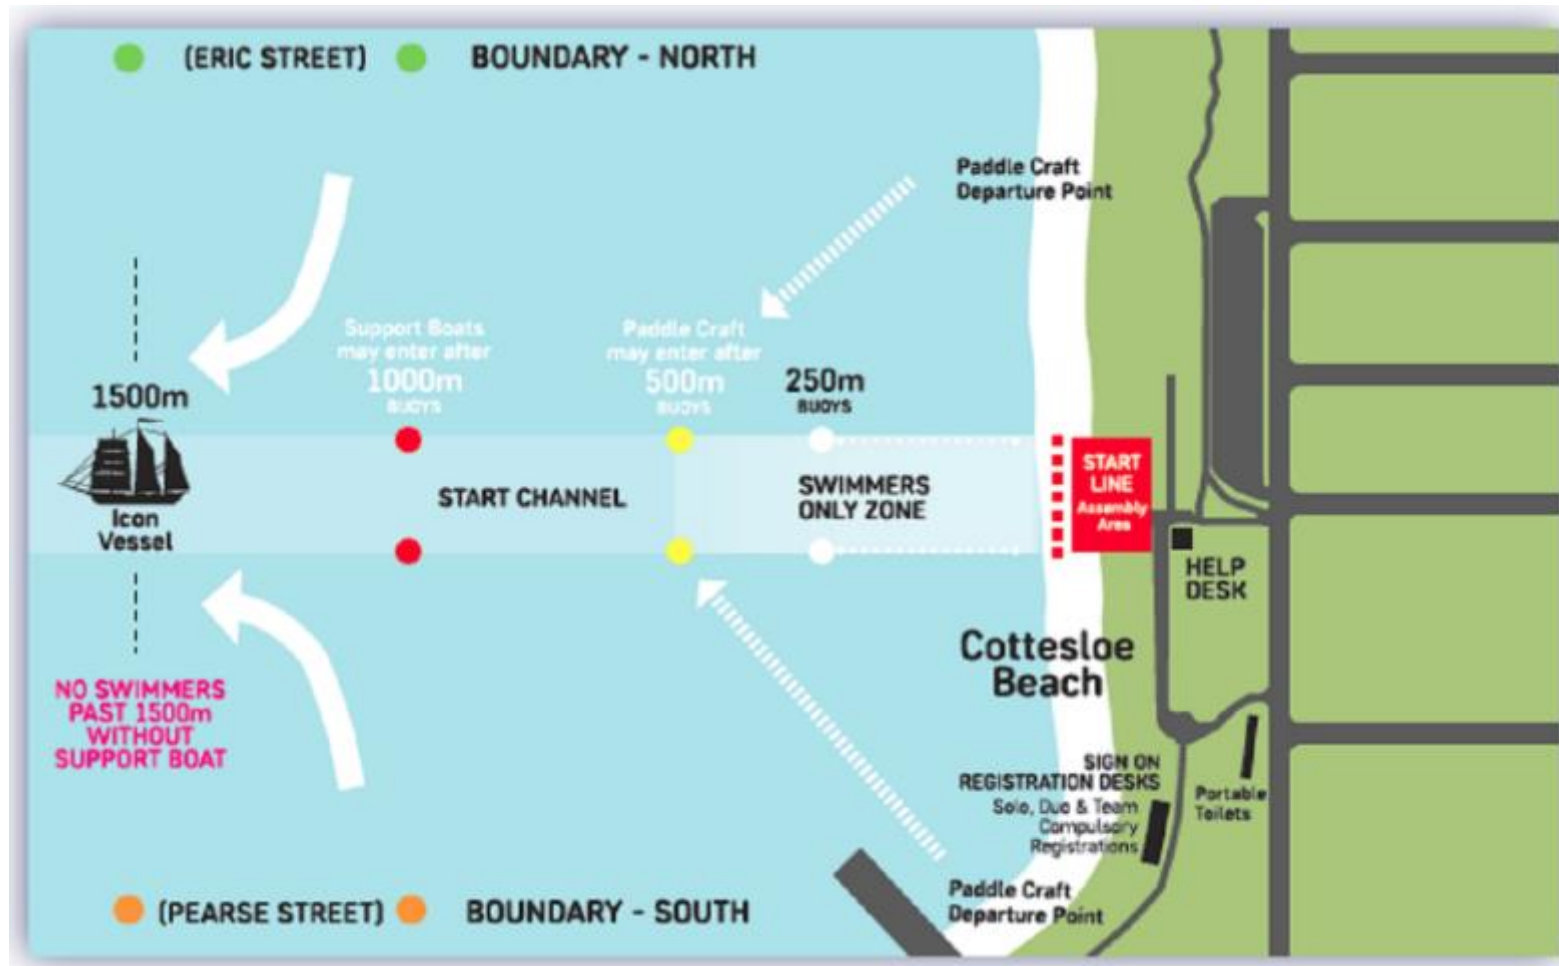 (ERIC STREET)
BOUNDARY - NORTH
Paddle Craft
Departure Point
Support Boats
may enter after
1000m
BUOYS
Paddle Craft
may enter after
500m
BUOYS
250m
BUOYS
1500m
Icon
Vessel
START CHANNEL
SWIMMERS
ONLY ZONE
START
LINE
Assembly
Area
HELP
DESK
Cottesloe
Beach
NO SWIMMERS
PAST 1500m
WITHOUT
SUPPORT BOAT
SIGN ON
REGISTRATION DESKS
Solo, Duo & Team
Compulsory
Registrations
Portable
Toilets
Paddle Craft
Departure Point
(PEARSE STREET)
BOUNDARY - SOUTH